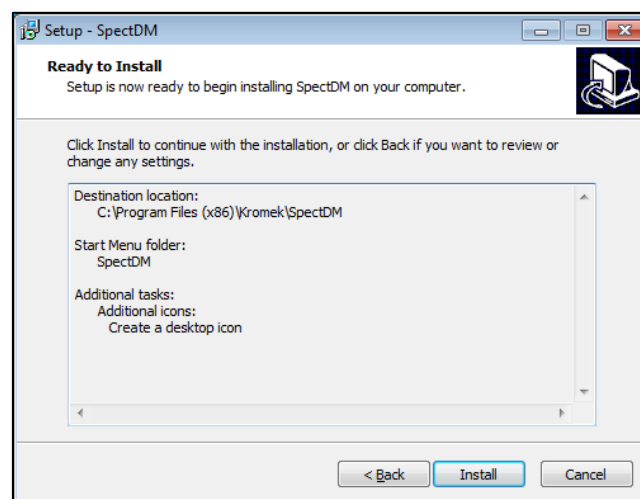 Setup - SpectDM
Ready to Install
Setup is now ready to begin installing SpectDM on your computer.
Click Install to continue with the installation, or click Back if you want to review or
change any settings.
Destination location:
C:\Program Files (x86)\Kromek\SpectDM
Start Menu folder:
SpectDM
Additional tasks:
Additional icons:
Create a desktop icon
< Back
Install
Cancel